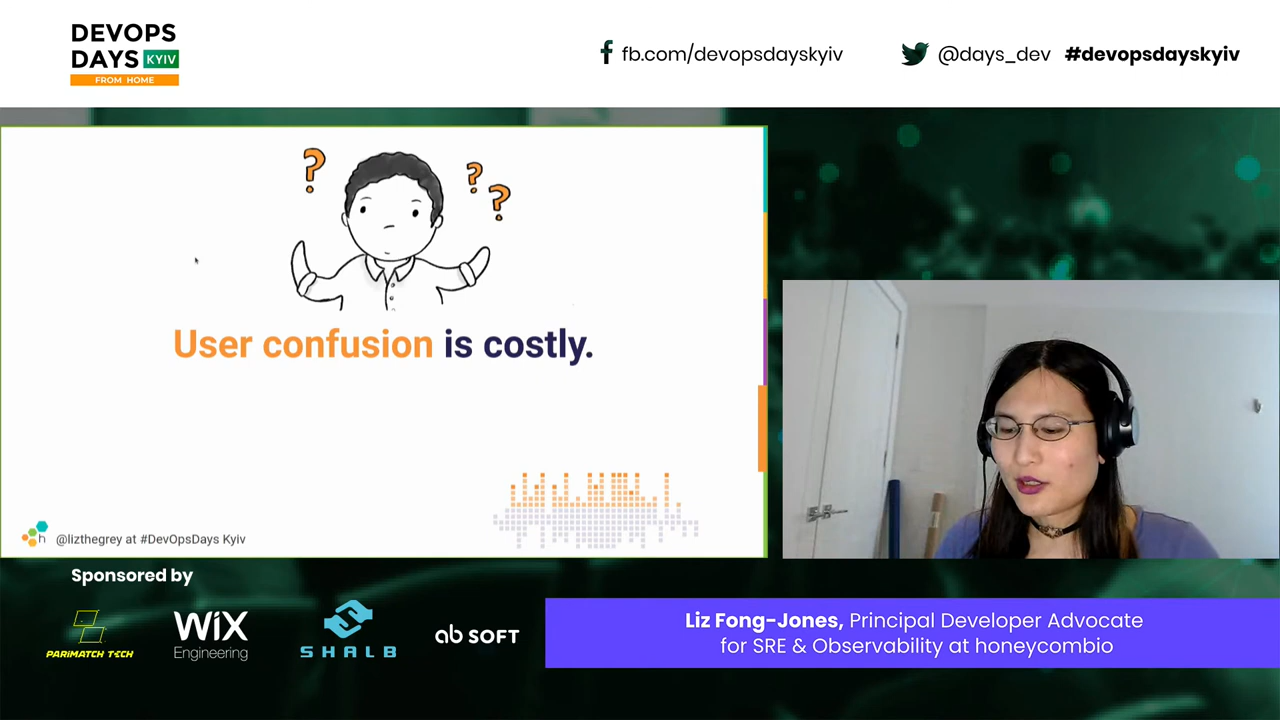 DEVOPS
DAYS KYIV
FROM HOME
fb.com/devopsdayskyiv
@days_dev #devopsdayskyiv
? ? ?
User confusion is costly.
h @lizthegrey at #DevOpsDays Kyiv
Sponsored by
PARIMATCH TECH
WiX
Engineering
SHALB
ab SOFT
Liz Fong-Jones, Principal Developer Advocate
for SRE & Observability at honeycombio